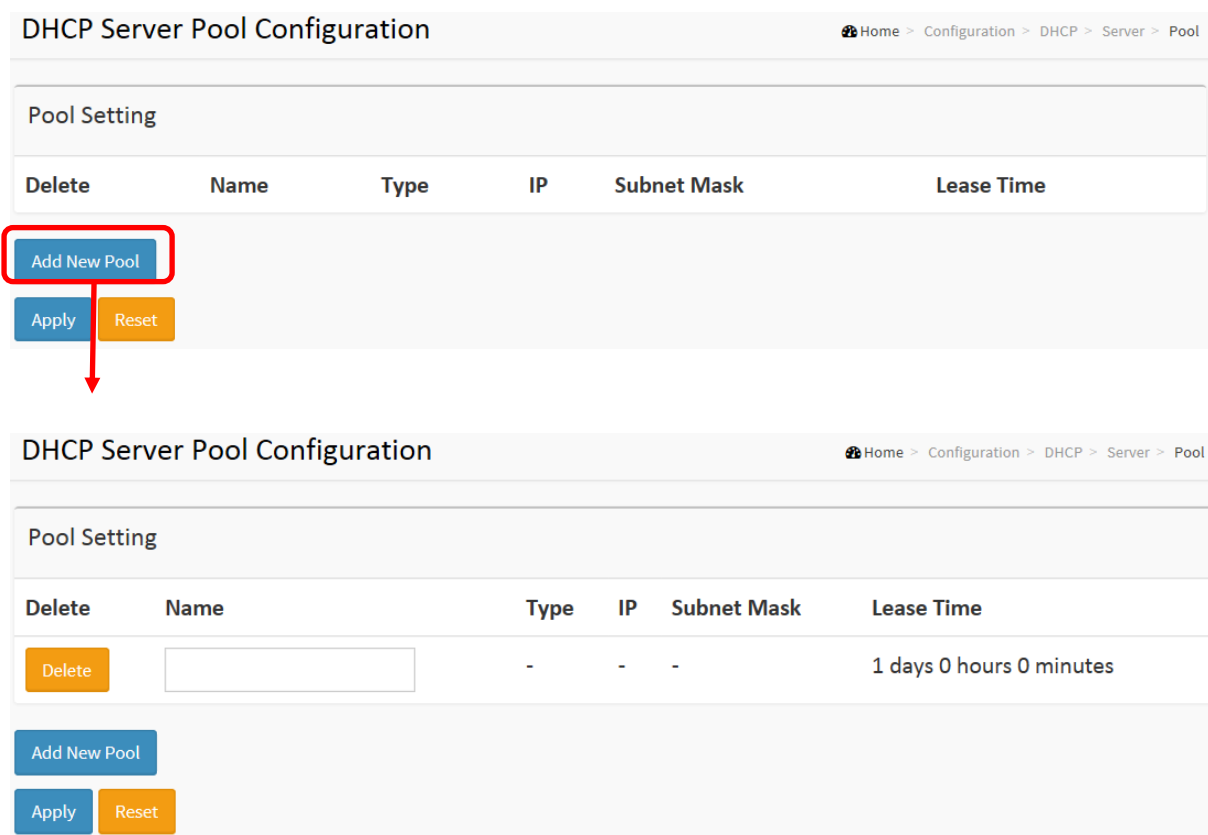 DHCP Server Pool Configuration Home > Configuration > DHCP > Server > Pool
Pool Setting
Delete Name Type IP Subnet Mask Lease Time
Add New Pool
Apply Reset
DHCP Server Pool Configuration Home > Configuration > DHCP > Server > Pool
Pool Setting
Delete Name Type IP Subnet Mask Lease Time
Delete - - - 1 days 0 hours 0 minutes
Add New Pool
Apply Reset